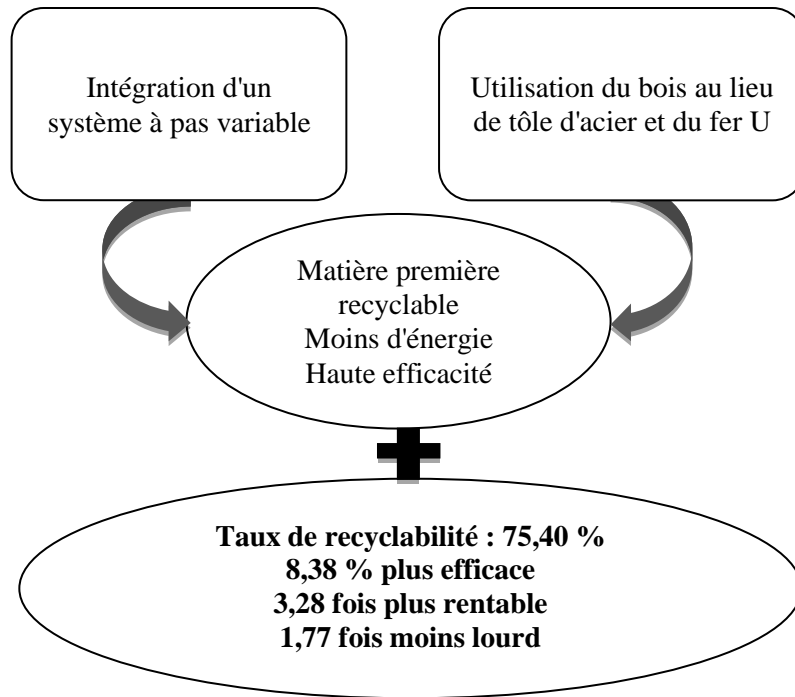 Intégration d'un
système à pas variable
Utilisation du bois au lieu
de tôle d'acier et du fer U
Matière première
recyclable
Moins d'énergie
Haute efficacité
Taux de recyclabilité : 75,40 %
8,38 % plus efficace
3,28 fois plus rentable
1,77 fois moins lourd